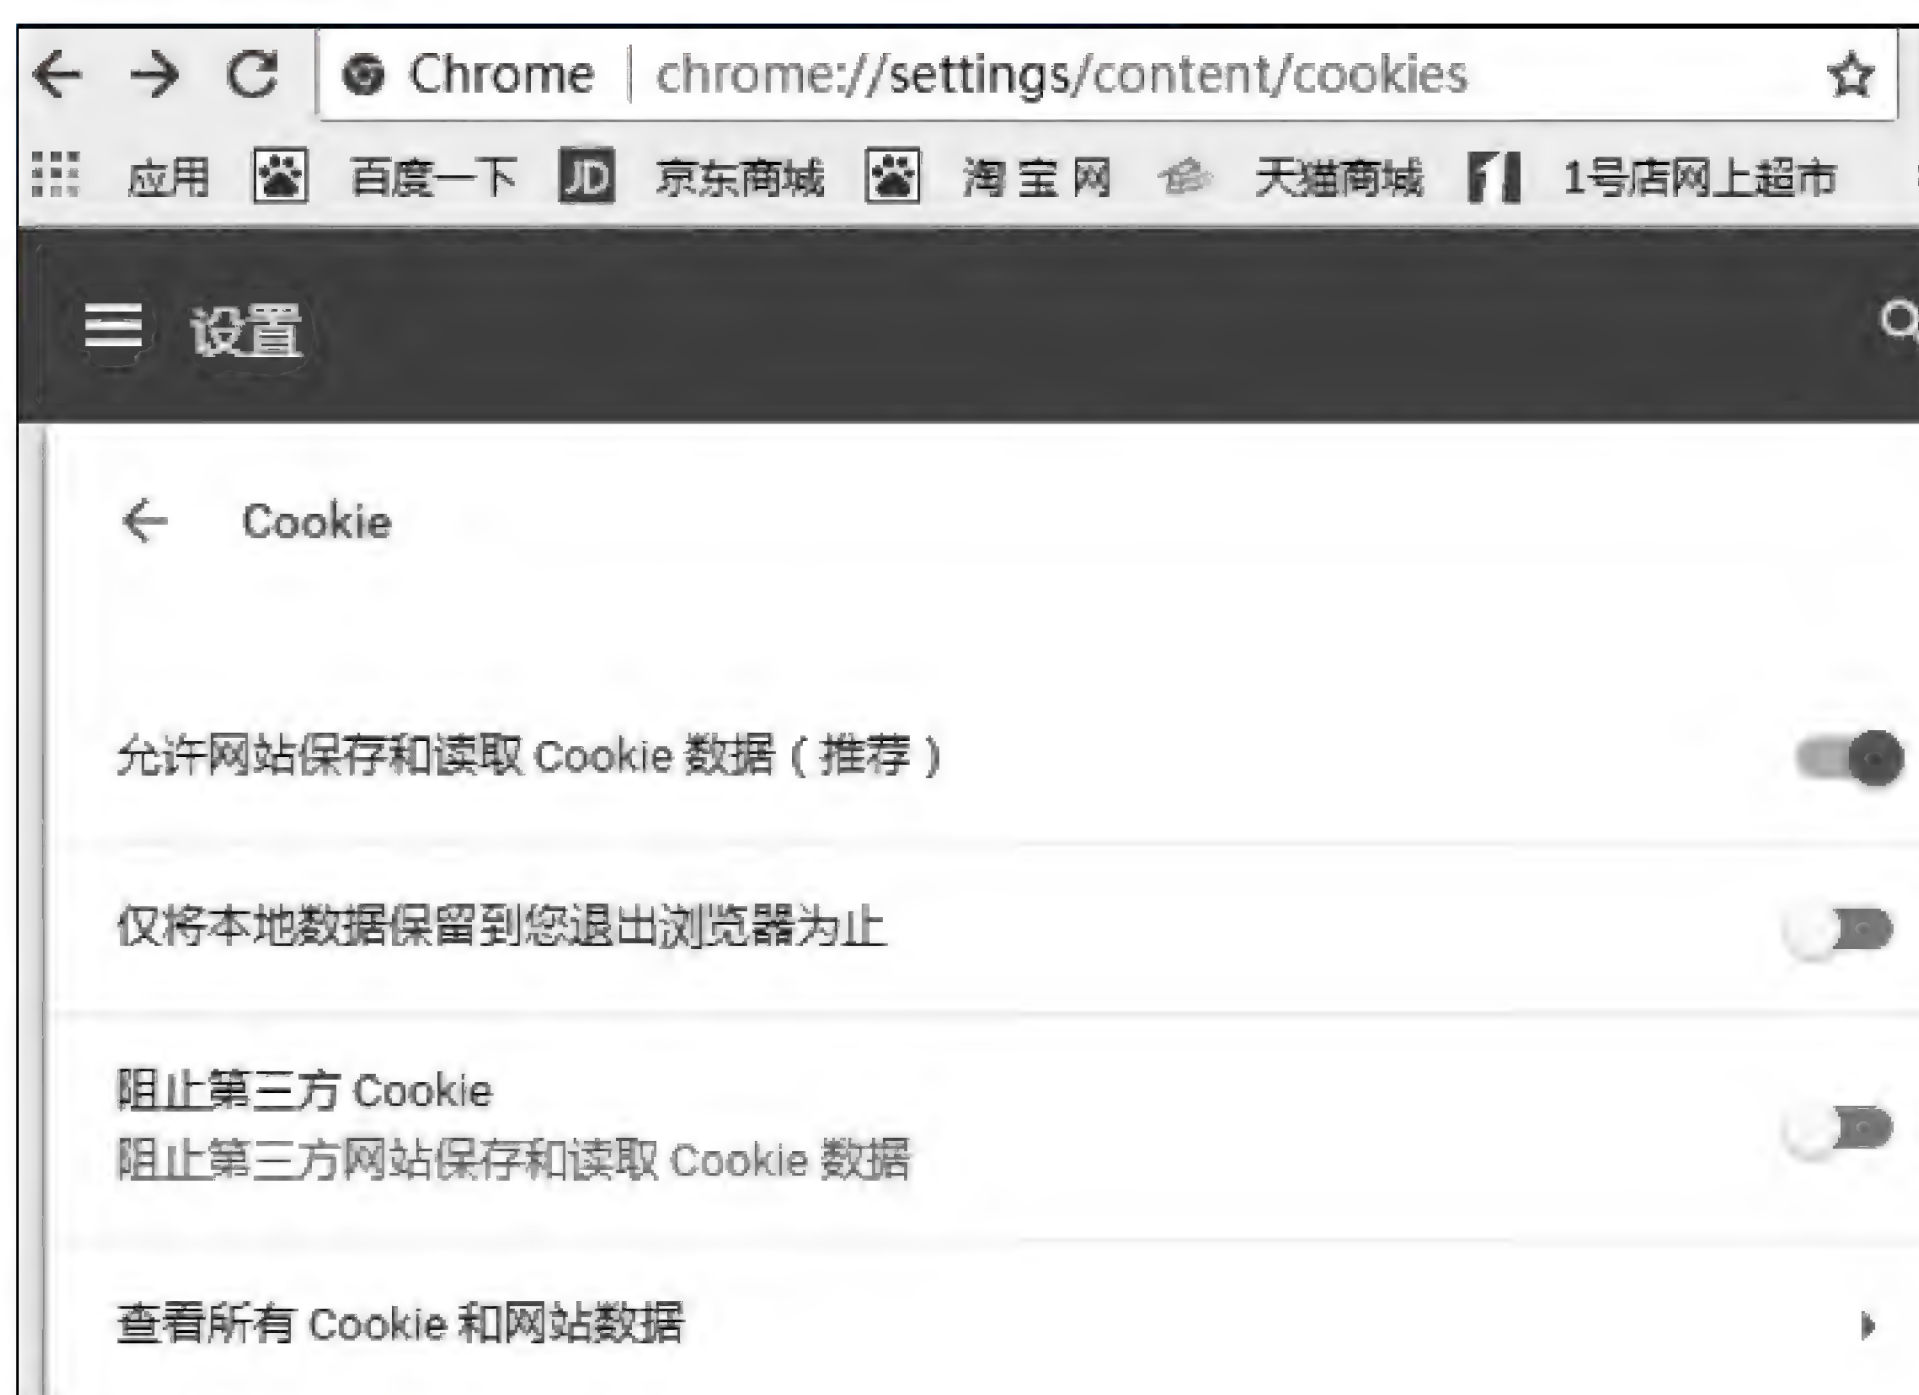 Chrome | chrome://settings/content/cookies
应用 百度一下 JD 京东商城 淘宝网 天猫商城 1号店网上超市
设置
Cookie
允许网站保存和读取 Cookie 数据（推荐）
仅将本地数据保留到您退出浏览器为止
阻止第三方 Cookie
阻止第三方网站保存和读取 Cookie 数据
查看所有 Cookie 和网站数据